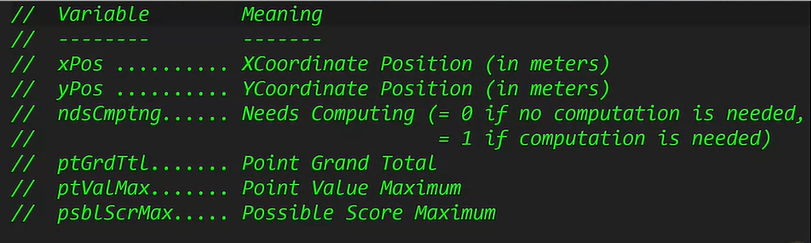 //  Variable        Meaning
//  --------        -------
//  xPos .......... XCoordinate Position (in meters)
//  yPos .......... YCoordinate Position (in meters)
//  ndsCmptng...... Needs Computing (= 0 if no computation is needed,
//                                   = 1 if computation is needed)
//  ptGrdTtl....... Point Grand Total
//  ptValMax....... Point Value Maximum
//  psblScrMax..... Possible Score Maximum